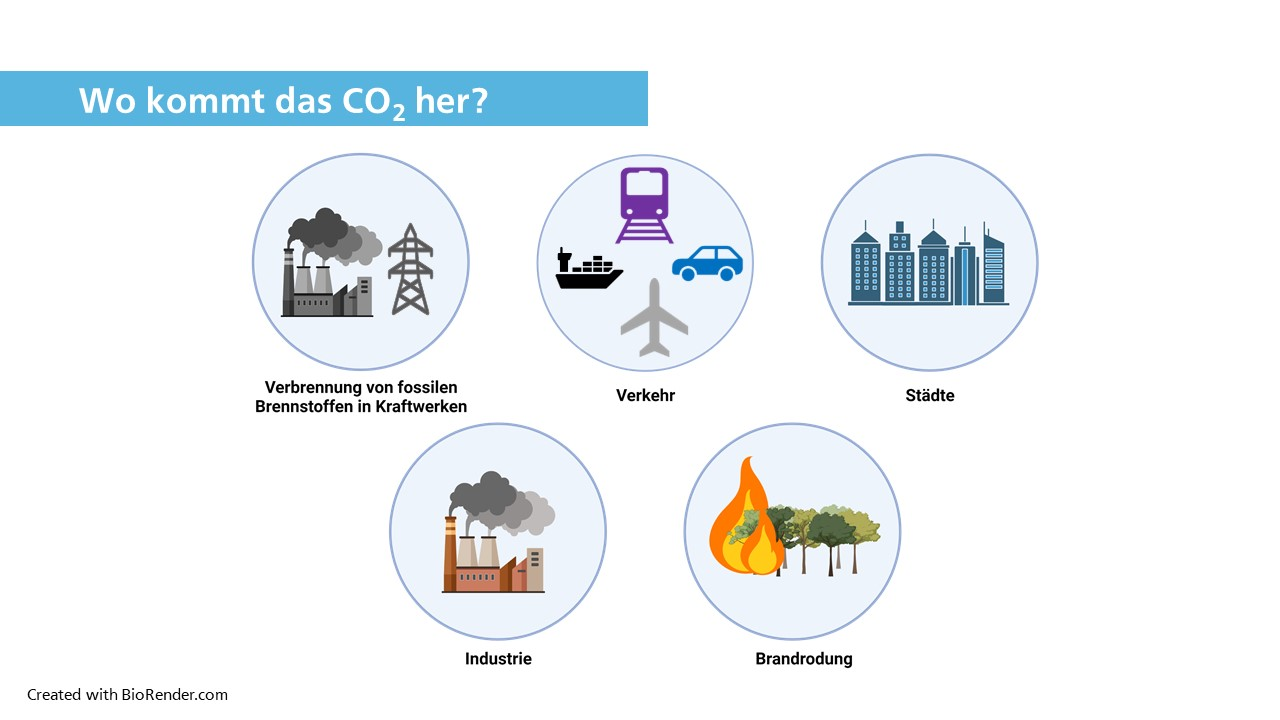 Wo kommt das CO₂ her?
Verbrennung von fossilen
Brennstoffen in Kraftwerken
Verkehr
Städte
Industrie
Brandrodung
Created with BioRender.com